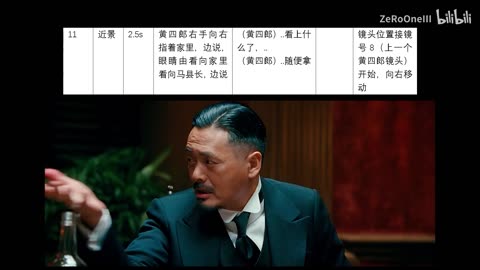 ZeRoOneIII bilibili
11 近景 2.5s 黄四郎右手向右 (黄四郎)..看上什 镜头位置接镜
指着家里，边说， 么了，.. 号 8（上一个
眼睛由看向家里 (黄四郎)..随便拿 黄四郎镜头）
看向马县长，边说 开始，向右移
动